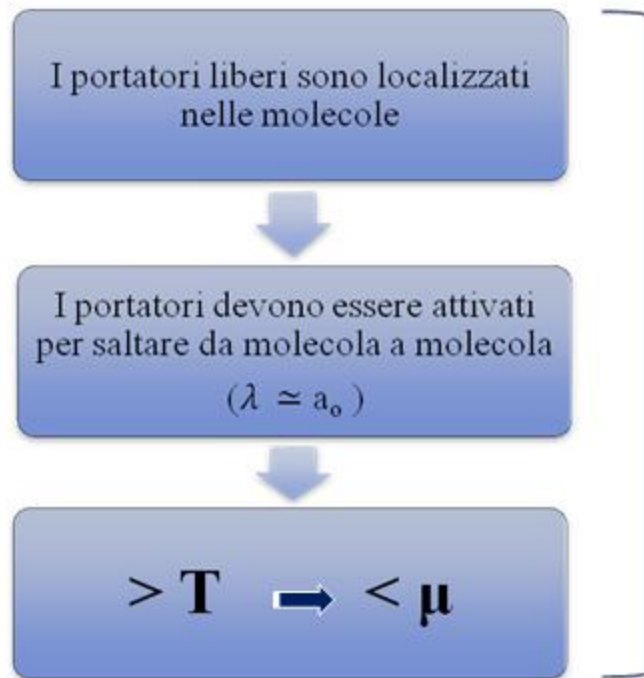 I portatori liberi sono localizzati
nelle molecole
I portatori devono essere attivati
per saltare da molecola a molecola
(λ ≃ aₒ )
> T → < μ